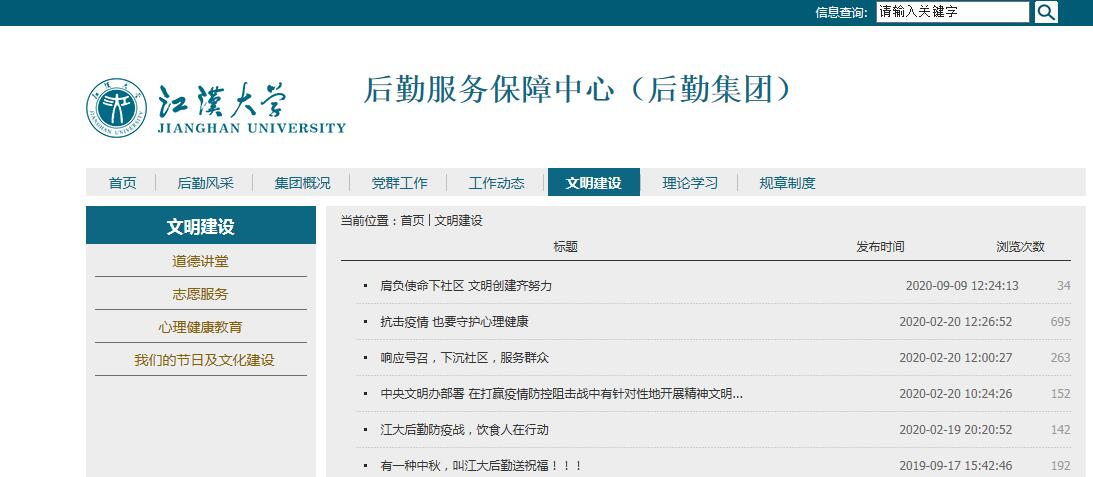 信息查询: 请输入关键字
江漢大学
JIANGHAN UNIVERSITY
后勤服务保障中心（后勤集团）
首页 后勤风采 集团概况 党群工作 工作动态 文明建设 理论学习 规章制度
文明建设
道德讲堂
志愿服务
心理健康教育
我们的节日及文化建设
当前位置：首页 | 文明建设
标题 发布时间 浏览次数
肩负使命下社区 文明创建齐努力 2020-09-09 12:24:13 34
抗击疫情 也要守护心理健康 2020-02-20 12:26:52 695
响应号召，下沉社区，服务群众 2020-02-20 12:00:27 263
中央文明办部署 在打赢疫情防控阻击战中有针对性地开展精神文明... 2020-02-20 10:24:26 152
江大后勤防疫战，饮食人在行动 2020-02-19 20:20:52 142
有一种中秋，叫江大后勤送祝福！！！ 2019-09-17 15:42:46 192